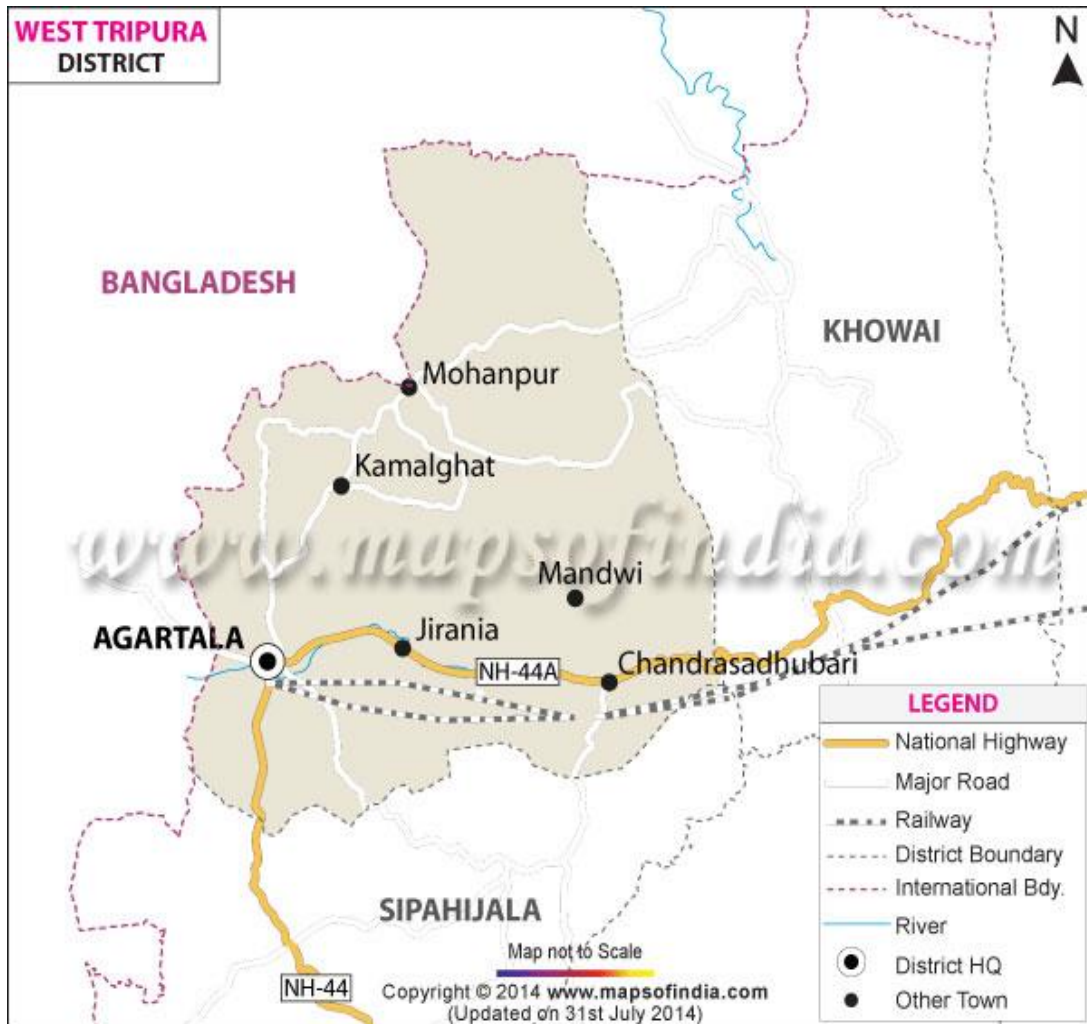 WEST TRIPURA
DISTRICT
N
BANGLADESH
KHOWAI
Mohanpur
Kamalghat
www.mapsofindia.com
Mandwi
AGARTALA
Jirania
NH-44A
Chandrasadhubari
LEGEND
National Highway
Major Road
Railway
District Boundary
International Bdy.
River
District HQ
Other Town
SIPAHIJALA
Map not to Scale
NH-44
Copyright © 2014 www.mapsofindia.com
(Updated on 31st July 2014)